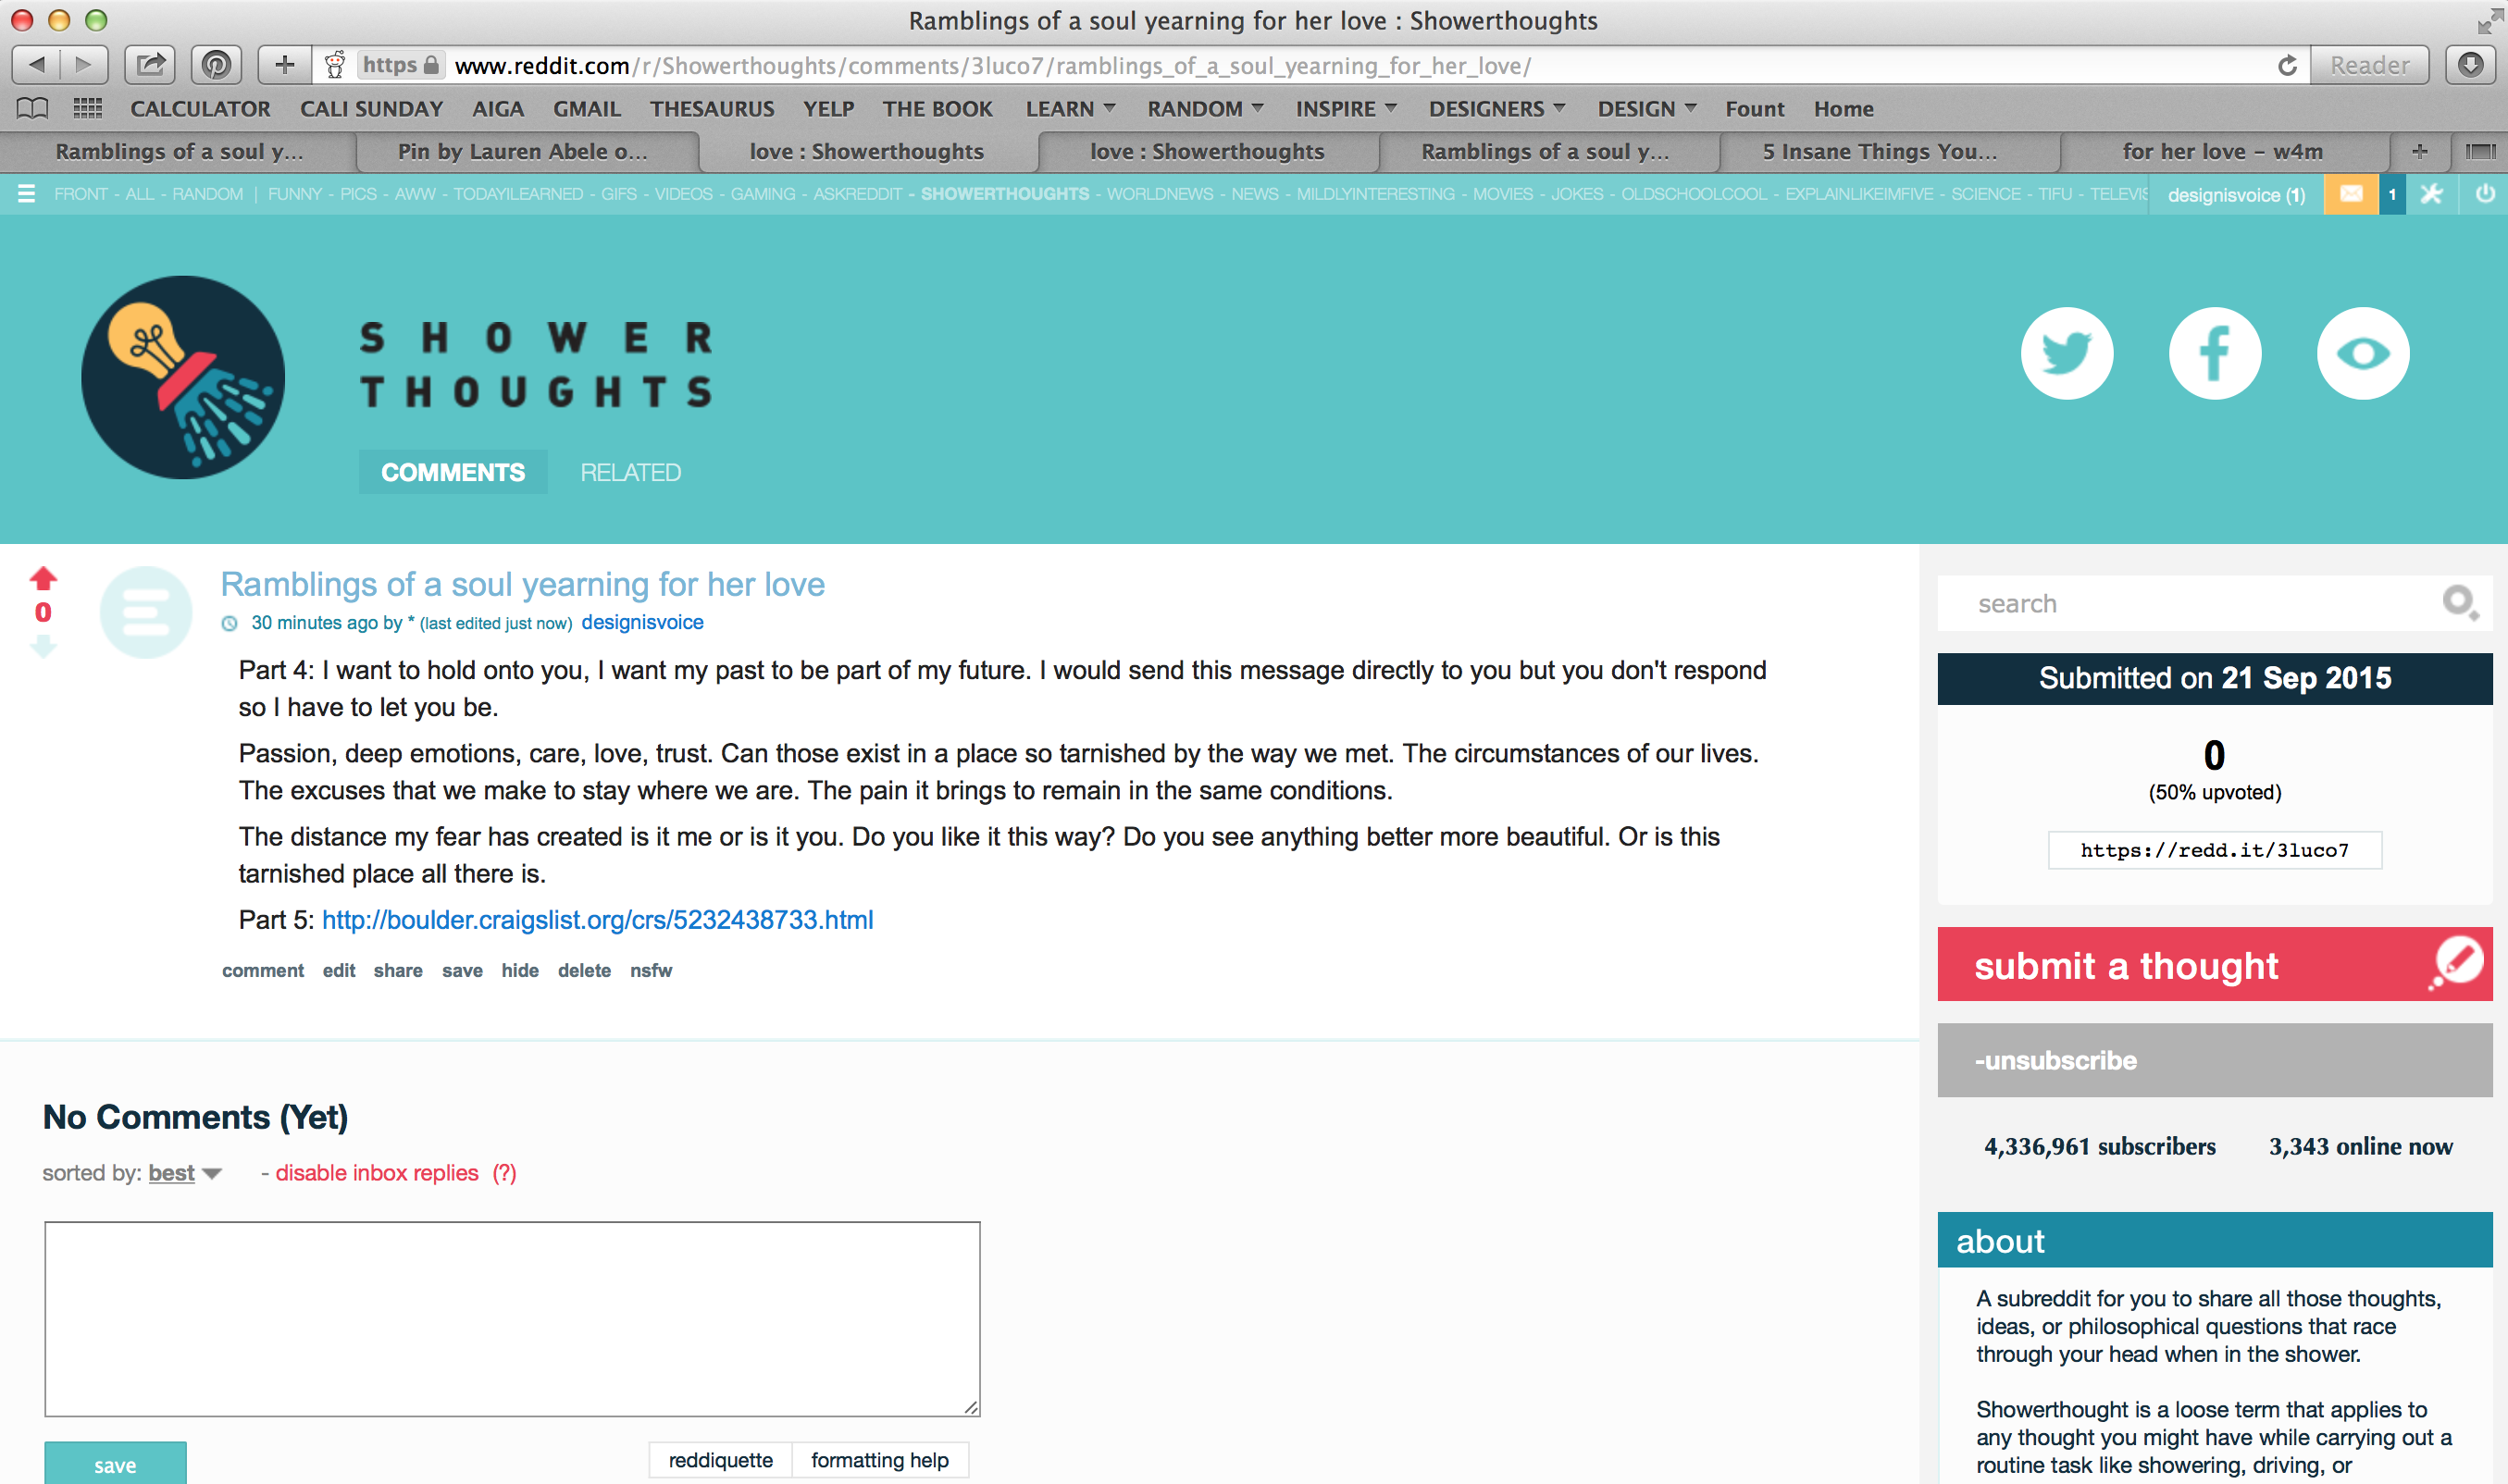 Ramblings of a soul yearning for her love : Showerthoughts
https www.reddit.com/r/Showerthoughts/comments/3luco7/ramblings_of_a_soul_yearning_for_her_love/ Reader
CALCULATOR CALI SUNDAY AIGA GMAIL THESAURUS YELP THE BOOK LEARN RANDOM INSPIRE DESIGNERS DESIGN Fount Home
Ramblings of a soul y... Pin by Lauren Abele o... love : Showerthoughts love : Showerthoughts Ramblings of a soul y... 5 Insane Things You... for her love – w4m
FRONT - ALL - RANDOM | FUNNY - PICS - AWW - TODAYILEARNED - GIFS - VIDEOS - GAMING - ASKREDDIT - SHOWERTHOUGHTS - WORLDNEWS - NEWS - MILDLYINTERESTING - MOVIES - JOKES - OLDSCHOOLCOOL - EXPLAINLIKEIMFIVE - SCIENCE - TIFU - TELEVIS designisvoice (1) 1
SHOWER
THOUGHTS
COMMENTS RELATED
0
Ramblings of a soul yearning for her love
30 minutes ago by * (last edited just now) designisvoice
Part 4: I want to hold onto you, I want my past to be part of my future. I would send this message directly to you but you don't respond
so I have to let you be.
Passion, deep emotions, care, love, trust. Can those exist in a place so tarnished by the way we met. The circumstances of our lives.
The excuses that we make to stay where we are. The pain it brings to remain in the same conditions.
The distance my fear has created is it me or is it you. Do you like it this way? Do you see anything better more beautiful. Or is this
tarnished place all there is.
Part 5: http://boulder.craigslist.org/crs/5232438733.html
comment edit share save hide delete nsfw
No Comments (Yet)
sorted by: best - disable inbox replies (?)
save
reddiquette formatting help
search
Submitted on 21 Sep 2015
0
(50% upvoted)
https://redd.it/3luco7
submit a thought
-unsubscribe
4,336,961 subscribers 3,343 online now
about
A subreddit for you to share all those thoughts,
ideas, or philosophical questions that race
through your head when in the shower.
Showerthought is a loose term that applies to
any thought you might have while carrying out a
routine task like showering, driving, or